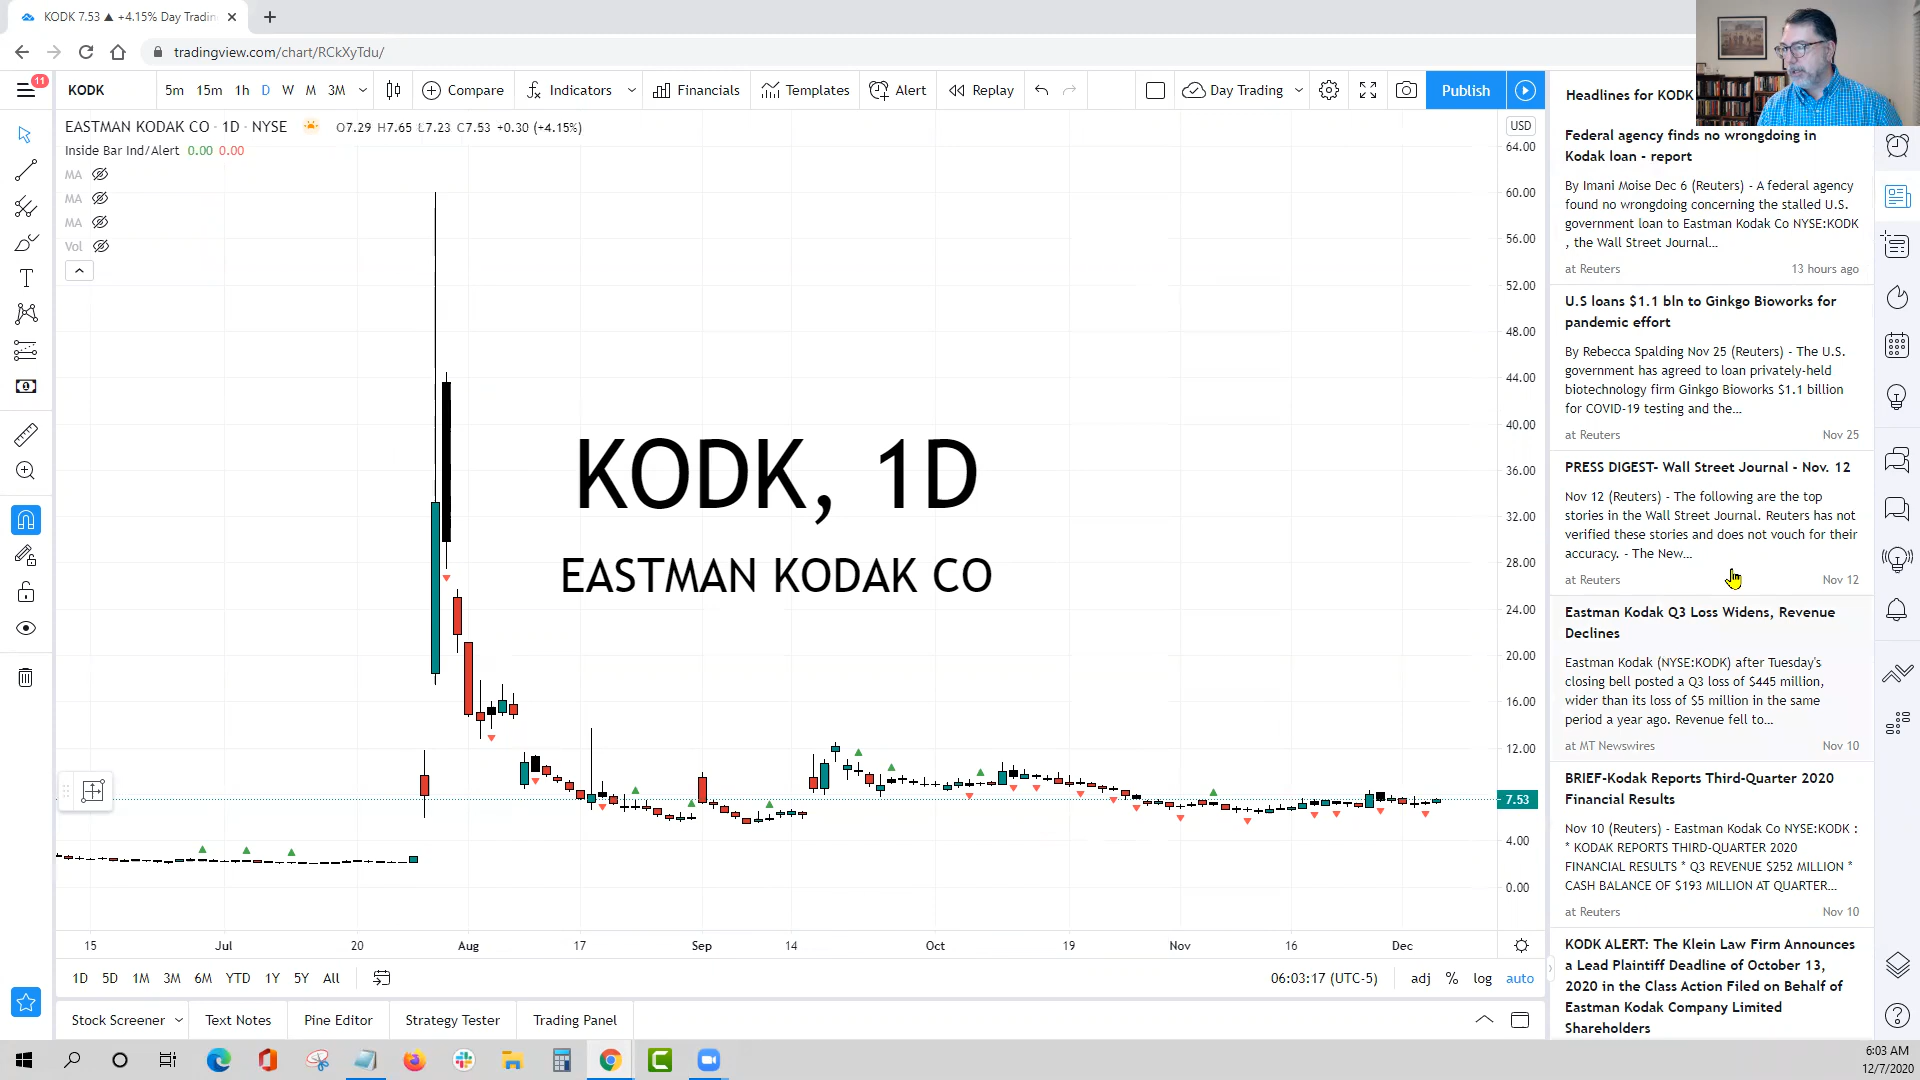 KODK 7.53 ▲ +4.15% Day Tradin
tradingview.com/chart/RCkXyTdu/
11
KODK
5m 15m 1h D W M 3M
Compare
Indicators
Financials
Templates
Alert
Replay
Day Trading
Publish
EASTMAN KODAK CO · 1D · NYSE
O7.29 H7.65 L7.23 C7.53 +0.30 (+4.15%)
Inside Bar Ind/Alert 0.00 0.00
MA
MA
MA
Vol
KODK, 1D
EASTMAN KODAK CO
USD
64.00
60.00
56.00
52.00
48.00
44.00
40.00
36.00
32.00
28.00
24.00
20.00
16.00
12.00
7.53
4.00
0.00
15 Jul 20 Aug 17 Sep 14 Oct 19 Nov 16 Dec
1D 5D 1M 3M 6M YTD 1Y 5Y All
06:03:17 (UTC-5)
adj % log auto
Stock Screener
Text Notes
Pine Editor
Strategy Tester
Trading Panel
Headlines for KODK
Federal agency finds no wrongdoing in
Kodak loan - report
By Imani Moise Dec 6 (Reuters) - A federal agency
found no wrongdoing concerning the stalled U.S.
government loan to Eastman Kodak Co NYSE:KODK
, the Wall Street Journal...
at Reuters 13 hours ago
U.S loans $1.1 bln to Ginkgo Bioworks for
pandemic effort
By Rebecca Spalding Nov 25 (Reuters) - The U.S.
government has agreed to loan privately-held
biotechnology firm Ginkgo Bioworks $1.1 billion
for COVID-19 testing and the...
at Reuters Nov 25
PRESS DIGEST- Wall Street Journal - Nov. 12
Nov 12 (Reuters) - The following are the top
stories in the Wall Street Journal. Reuters has not
verified these stories and does not vouch for their
accuracy. - The New...
at Reuters Nov 12
Eastman Kodak Q3 Loss Widens, Revenue
Declines
Eastman Kodak (NYSE:KODK) after Tuesday's
closing bell posted a Q3 loss of $445 million,
wider than its loss of $5 million in the same
period a year ago. Revenue fell to...
at MT Newswires Nov 10
BRIEF-Kodak Reports Third-Quarter 2020
Financial Results
Nov 10 (Reuters) - Eastman Kodak Co NYSE:KODK :
* KODAK REPORTS THIRD-QUARTER 2020
FINANCIAL RESULTS * Q3 REVENUE $252 MILLION *
CASH BALANCE OF $193 MILLION AT QUARTER...
at Reuters Nov 10
KODK ALERT: The Klein Law Firm Announces
a Lead Plaintiff Deadline of October 13,
2020 in the Class Action Filed on Behalf of
Eastman Kodak Company Limited
Shareholders
6:03 AM
12/7/2020